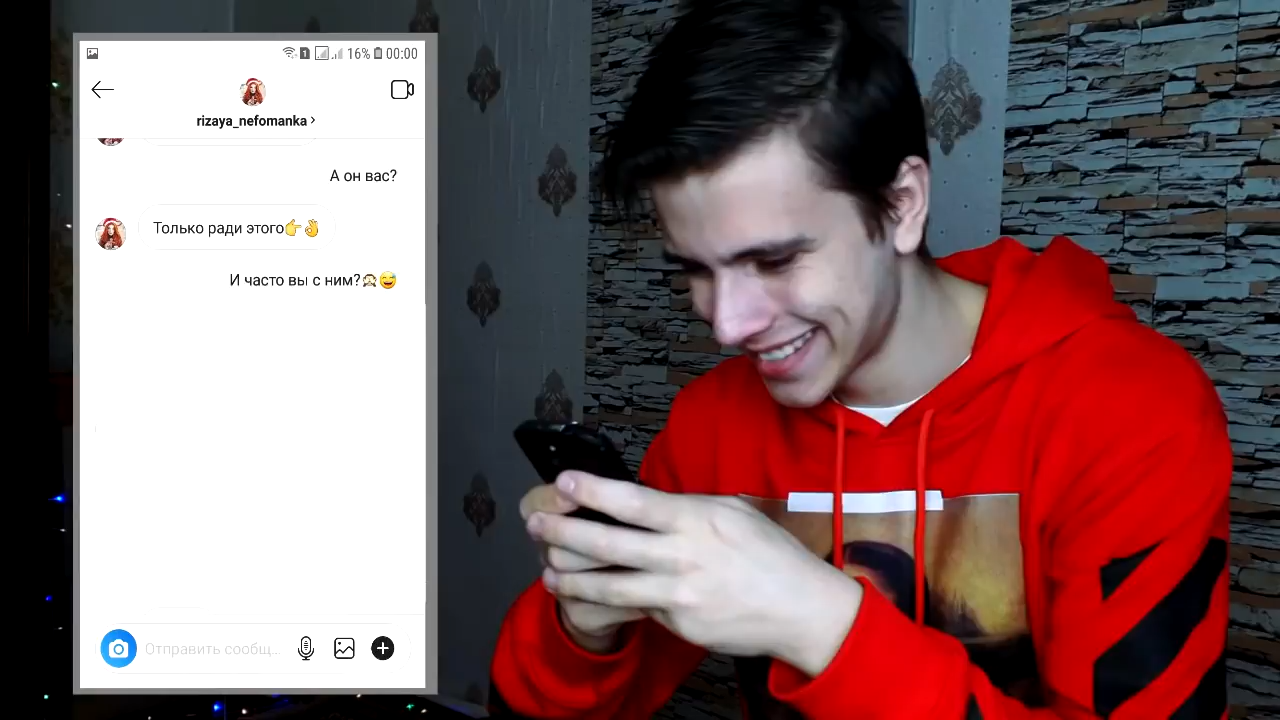 16% 00:00
rizaya_nefomanka >
А он вас?
Только ради этого👉👌
И часто вы с ним?🙊😅
Отправить сообщ...